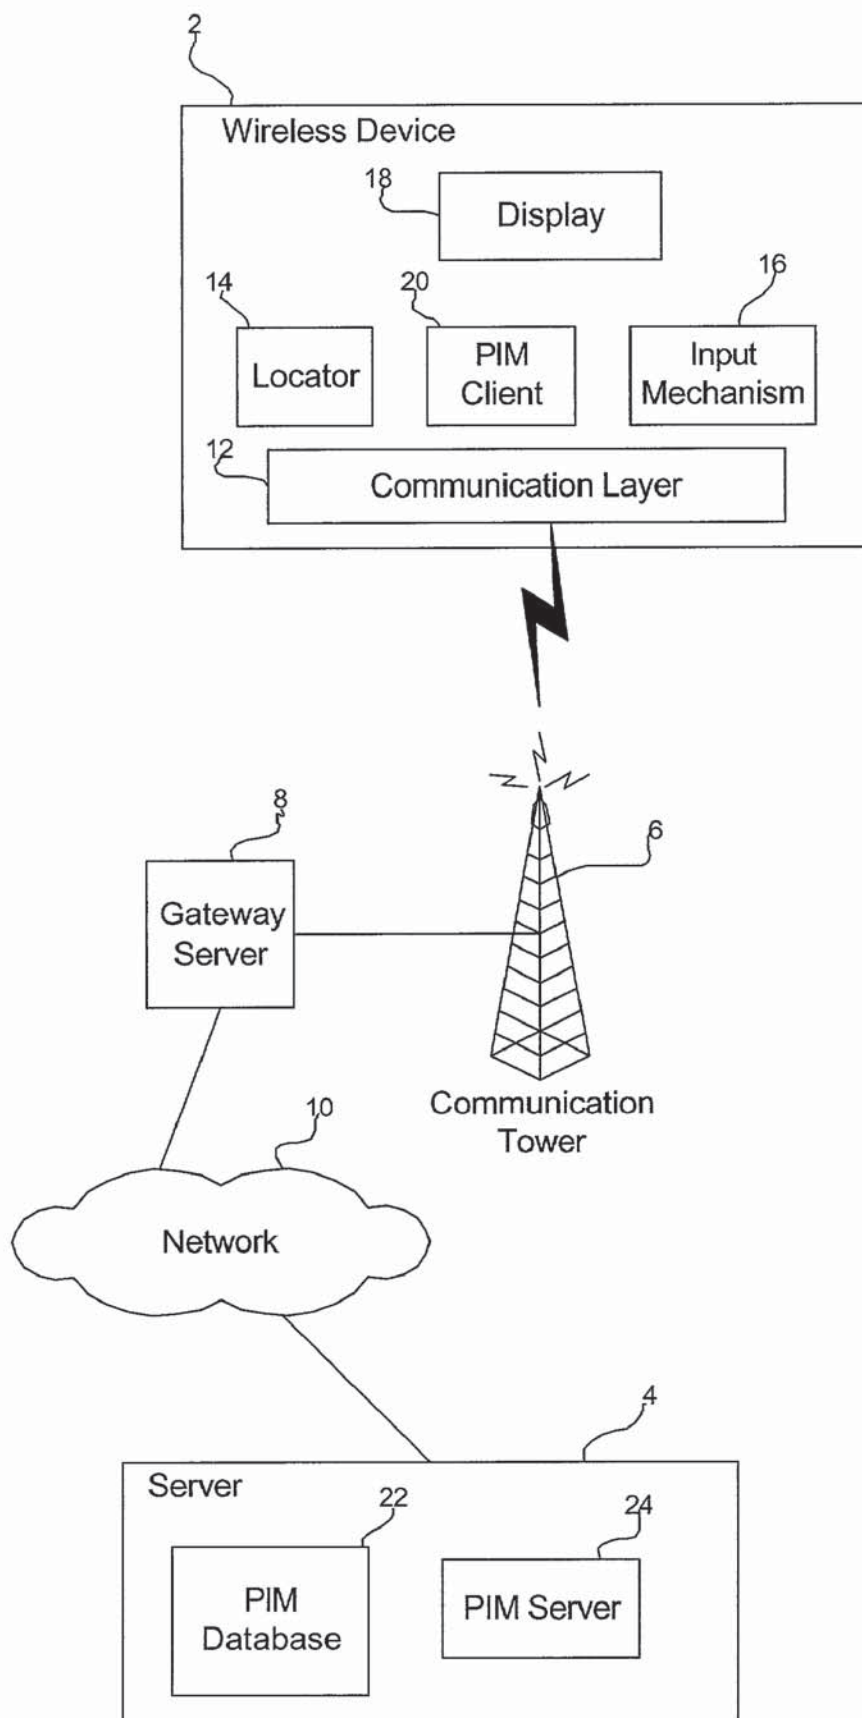 2
Wireless Device
18
Display
14
20
16
Locator
PIM
Client
Input
Mechanism
12
Communication Layer
8
6
Gateway
Server
Communication
Tower
10
Network
4
Server
22
24
PIM
Database
PIM Server